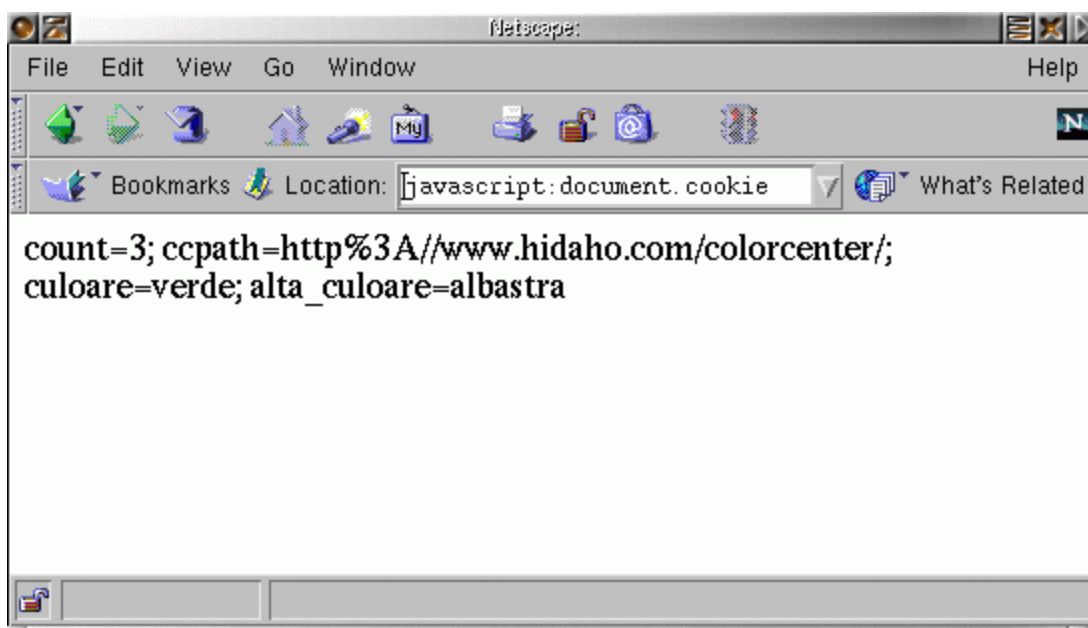 Netscape:
File Edit View Go Window Help
My
N
Bookmarks Location: javascript:document.cookie What's Related
count=3; ccpath=http%3A//www.hidaho.com/colorcenter/;
culoare=verde; alta_culoare=albastra